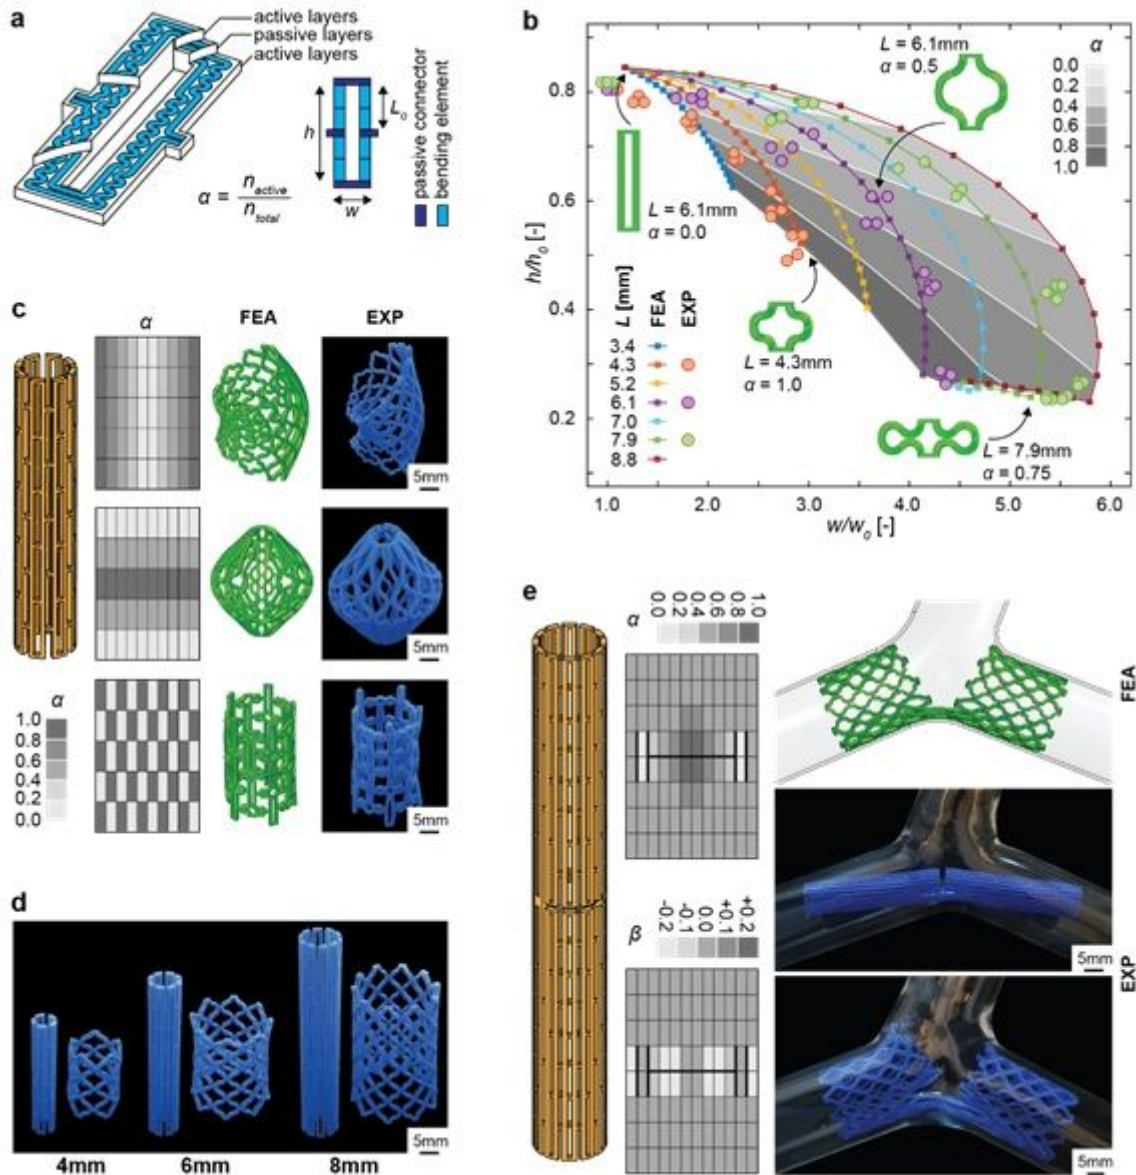 a
active layers
passive layers
active layers
h
L₀
w
α = n_active / n_total
passive connector
bending element
b
h/h₀ [-]
0.8
0.6
0.4
0.2
1.0 2.0 3.0 4.0 5.0 6.0
w/w₀ [-]
L = 6.1mm
α = 0.5
α
0.0
0.2
0.4
0.6
0.8
1.0
L = 6.1mm
α = 0.0
L [mm] FEA EXP
3.4
4.3
5.2
6.1
7.0
7.9
8.8
L = 4.3mm
α = 1.0
L = 7.9mm
α = 0.75
c
α FEA EXP
5mm
5mm
5mm
α
1.0
0.8
0.6
0.4
0.2
0.0
d
4mm 6mm 8mm
5mm
e
α
0.0 0.2 0.4 0.6 0.8 1.0
β
-0.2 -0.1 0.0 +0.1 +0.2
FEA
EXP
5mm
5mm